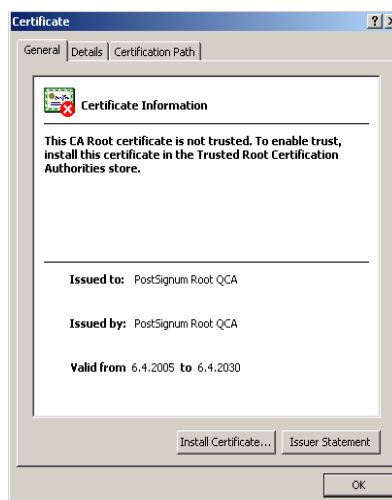 Certificate
General Details Certification Path
Certificate Information
This CA Root certificate is not trusted. To enable trust,
install this certificate in the Trusted Root Certification
Authorities store.
Issued to: PostSignum Root QCA
Issued by: PostSignum Root QCA
Valid from 6.4.2005 to 6.4.2030
Install Certificate... Issuer Statement
OK